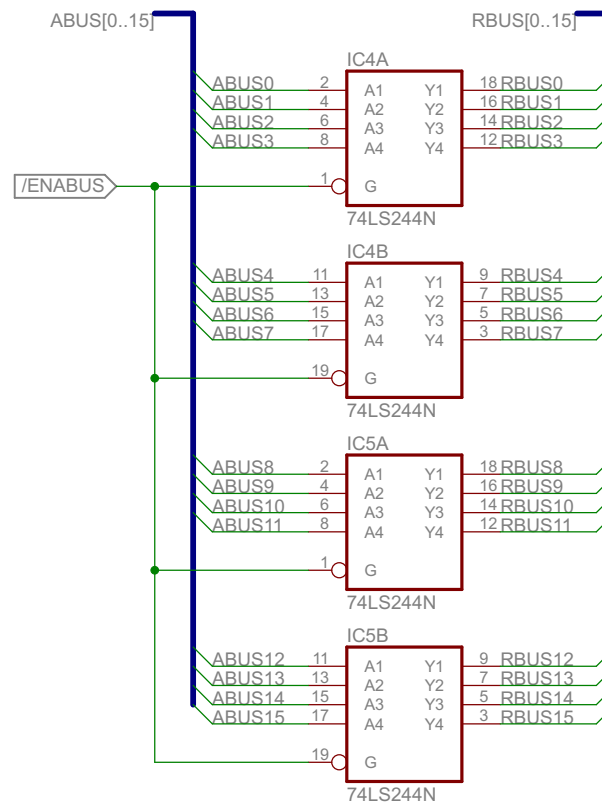 ABUS[0..15] RBUS[0..15]
IC4A
ABUS0 2 A1 Y1 18 RBUS0
ABUS1 4 A2 Y2 16 RBUS1
ABUS2 6 A3 Y3 14 RBUS2
ABUS3 8 A4 Y4 12 RBUS3
/ENABUS 1 G
74LS244N
IC4B
ABUS4 11 A1 Y1 9 RBUS4
ABUS5 13 A2 Y2 7 RBUS5
ABUS6 15 A3 Y3 5 RBUS6
ABUS7 17 A4 Y4 3 RBUS7
19 G
74LS244N
IC5A
ABUS8 2 A1 Y1 18 RBUS8
ABUS9 4 A2 Y2 16 RBUS9
ABUS10 6 A3 Y3 14 RBUS10
ABUS11 8 A4 Y4 12 RBUS11
1 G
74LS244N
IC5B
ABUS12 11 A1 Y1 9 RBUS12
ABUS13 13 A2 Y2 7 RBUS13
ABUS14 15 A3 Y3 5 RBUS14
ABUS15 17 A4 Y4 3 RBUS15
19 G
74LS244N